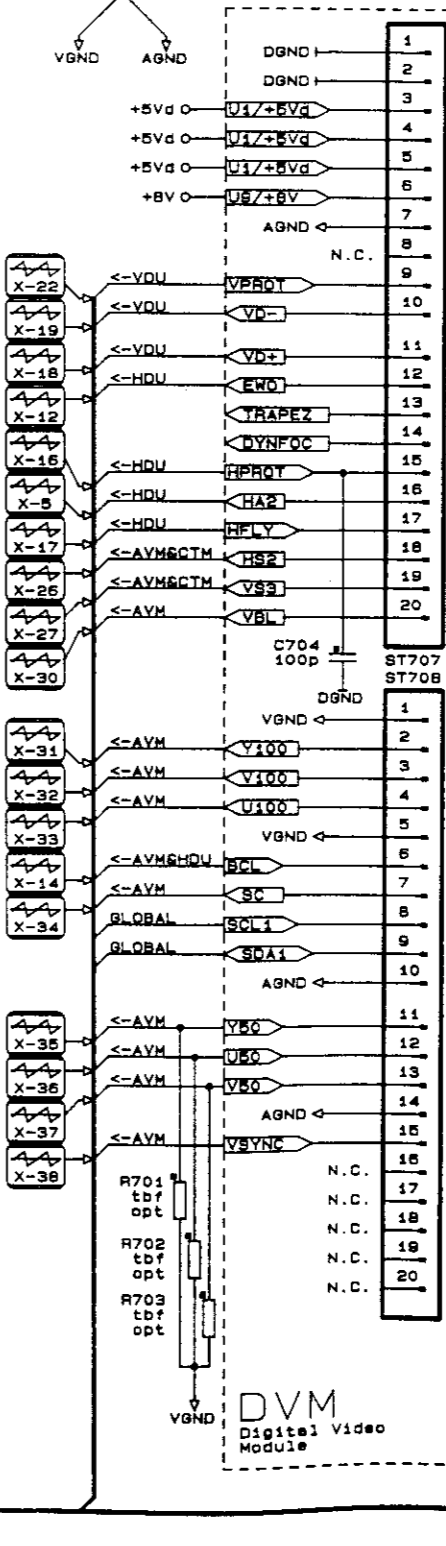 VGND AGND
DGND 1
DGND 2
+5Vd U1/+5Vd 3
+5Vd U1/+5Vd 4
+5Vd U1/+5Vd 5
+8V U9/+8V 6
AGND 7
N.C. 8
X-22 <-VDU VPROT 9
X-19 <-VDU VD- 10
X-18 <-VDU VD+ 11
X-12 <-HDU EWD 12
TRAPEZ 13
DYNFOC 14
X-16 <-HDU HPROT 15
X-5 <-HDU HA2 16
X-17 <-HDU HFLY 17
X-26 <-AVM&CTM HS2 18
X-27 <-AVM&CTM VS3 19
X-30 <-AVM VBL 20
C704
100p
ST707
ST708
DGND
VGND 1
X-31 <-AVM Y100 2
X-32 <-AVM V100 3
X-33 <-AVM U100 4
VGND 5
X-14 <-AVM&HDU SCL 6
X-34 <-AVM SC 7
GLOBAL SCL1 8
GLOBAL SDA1 9
AGND 10
X-35 <-AVM Y50 11
X-36 <-AVM U50 12
X-37 <-AVM V50 13
AGND 14
X-38 <-AVM VSYNC 15
N.C. 16
N.C. 17
N.C. 18
N.C. 19
N.C. 20
R701
tbf
opt
R702
tbf
opt
R703
tbf
opt
VGND
DVM
Digital Video
Module